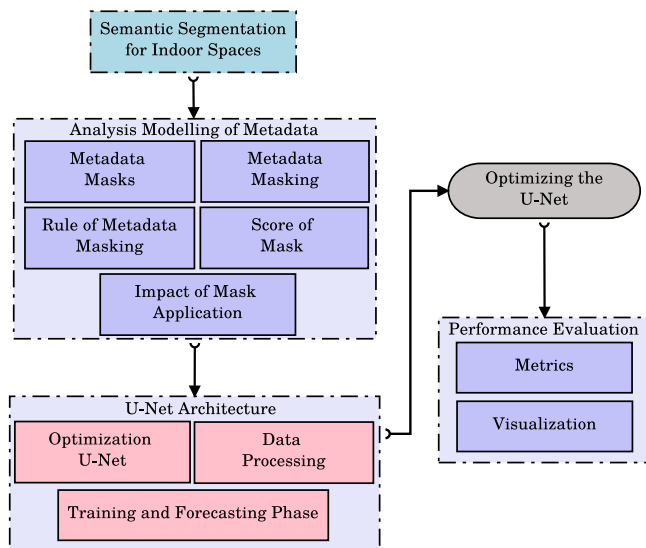 Semantic Segmentation
for Indoor Spaces
Analysis Modelling of Metadata
Metadata
Masks
Metadata
Masking
Rule of Metadata
Masking
Score of
Mask
Impact of Mask
Application
U-Net Architecture
Optimization
U-Net
Data
Processing
Training and Forecasting Phase
Optimizing the
U-Net
Performance Evaluation
Metrics
Visualization